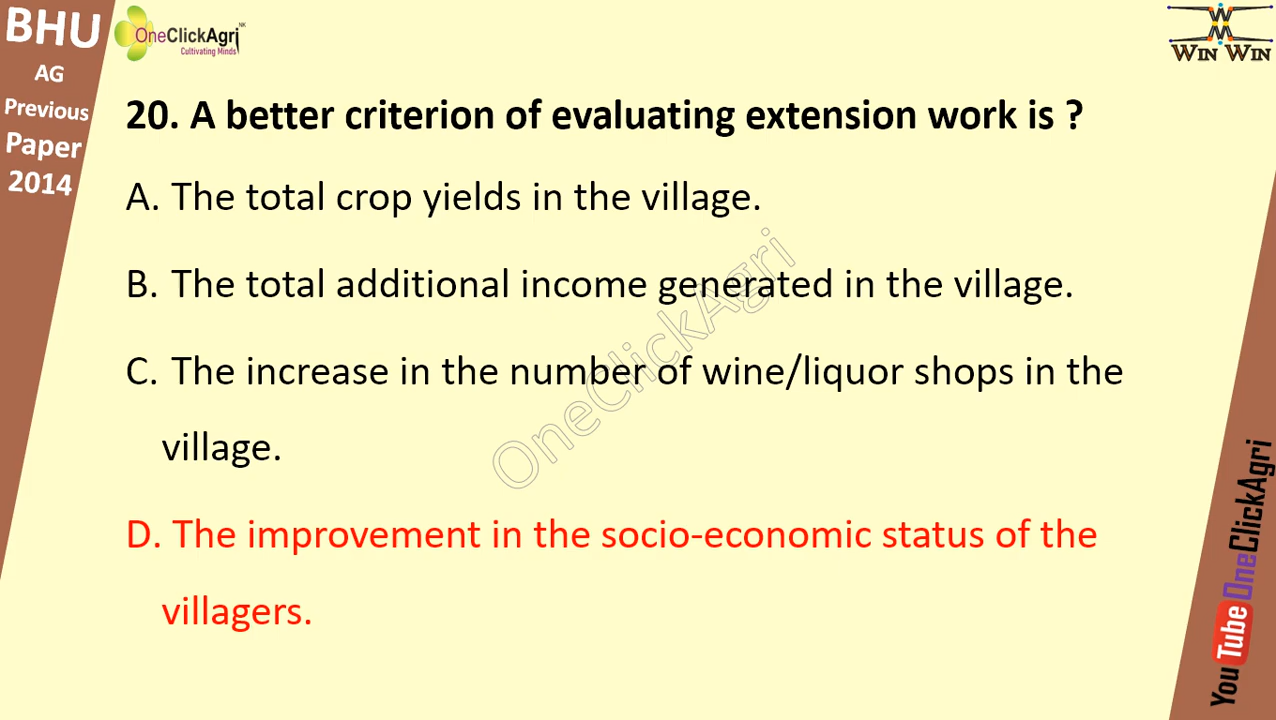 BHU
AG
Previous
Paper
2014
OneClickAgri NK
Cultivating Minds
WIN WIN
20. A better criterion of evaluating extension work is ?
A. The total crop yields in the village.
B. The total additional income generated in the village.
C. The increase in the number of wine/liquor shops in the
village.
D. The improvement in the socio-economic status of the
villagers.
OneClickAgri
YouTube OneClickAgri